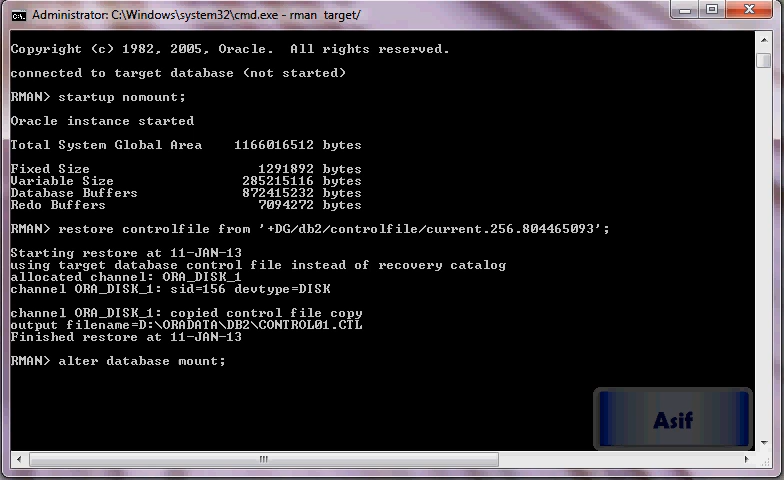 Administrator: C:\Windows\system32\cmd.exe - rman  target/
Copyright (c) 1982, 2005, Oracle.  All rights reserved.
connected to target database (not started)
RMAN> startup nomount;
Oracle instance started
Total System Global Area    1166016512 bytes
Fixed Size                     1291892 bytes
Variable Size                285215116 bytes
Database Buffers             872415232 bytes
Redo Buffers                   7094272 bytes
RMAN> restore controlfile from '+DG/db2/controlfile/current.256.804465093';
Starting restore at 11-JAN-13
using target database control file instead of recovery catalog
allocated channel: ORA_DISK_1
channel ORA_DISK_1: sid=156 devtype=DISK
channel ORA_DISK_1: copied control file copy
output filename=D:\ORADATA\DB2\CONTROL01.CTL
Finished restore at 11-JAN-13
RMAN> alter database mount;
Asif